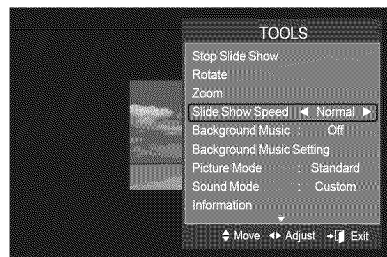 TOOLS
Stop Slide Show
Rotate
Zoom
Slide Show Speed ◀ Normal ▶
Background Music : Off
Background Music Setting
Picture Mode : Standard
Sound Mode : Custom
Information
Move Adjust Exit